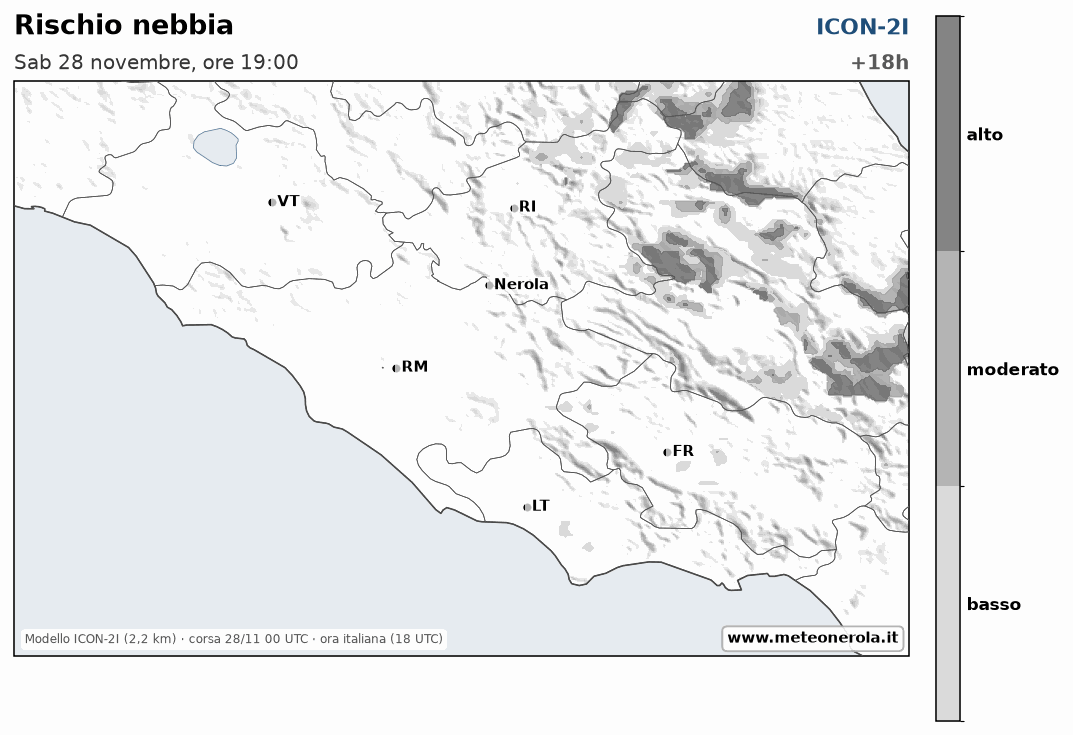 Rischio nebbia
ICON-2I
Sab 28 novembre, ore 19:00
+18h
alto
VT
RI
Nerola
RM
moderato
FR
LT
basso
Modello ICON-2I (2,2 km) · corsa 28/11 00 UTC · ora italiana (18 UTC)
www.meteonerola.it